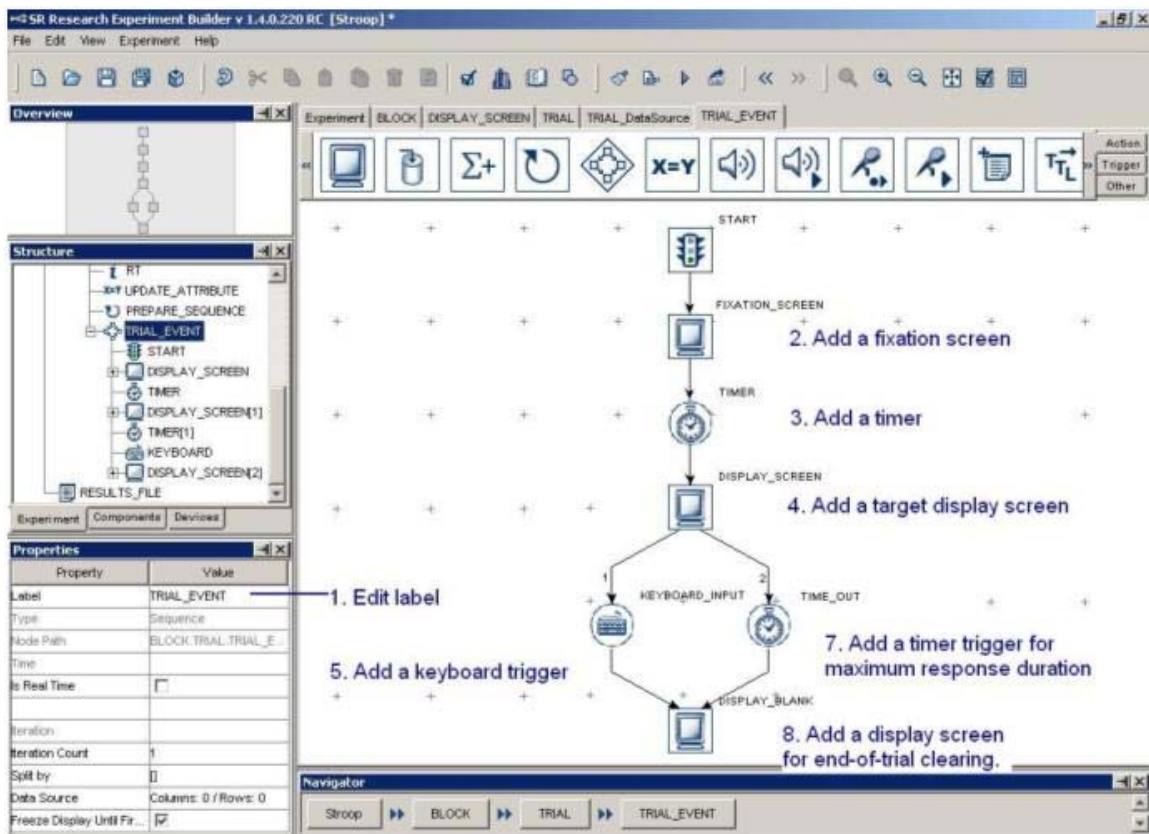 SR Research Experiment Builder v 1.4.0.220 RC [Stroop] *
File Edit View Experiment Help
Overview
Experiment BLOCK DISPLAY_SCREEN TRIAL TRIAL_DataSource TRIAL_EVENT
Σ+ X=Y TTL
Action
Trigger
Other
Structure
RT
X=Y UPDATE_ATTRIBUTE
PREPARE_SEQUENCE
TRIAL_EVENT
START
DISPLAY_SCREEN
TIMER
DISPLAY_SCREEN[1]
TIMER[1]
KEYBOARD
DISPLAY_SCREEN[2]
RESULTS_FILE
Experiment Components Devices
Properties
Property Value
Label TRIAL_EVENT
Type Sequence
Node Path BLOCK.TRIAL.TRIAL_E...
Time
Is Real Time
Iteration
Iteration Count 1
Split by []
Data Source Columns: 0 / Rows: 0
Freeze Display Until Fir...
START
FIXATION_SCREEN
2. Add a fixation screen
TIMER
3. Add a timer
DISPLAY_SCREEN
4. Add a target display screen
1 2
1. Edit label
KEYBOARD_INPUT TIME_OUT
5. Add a keyboard trigger
7. Add a timer trigger for
maximum response duration
DISPLAY_BLANK
8. Add a display screen
for end-of-trial clearing.
Navigator
Stroop BLOCK TRIAL TRIAL_EVENT